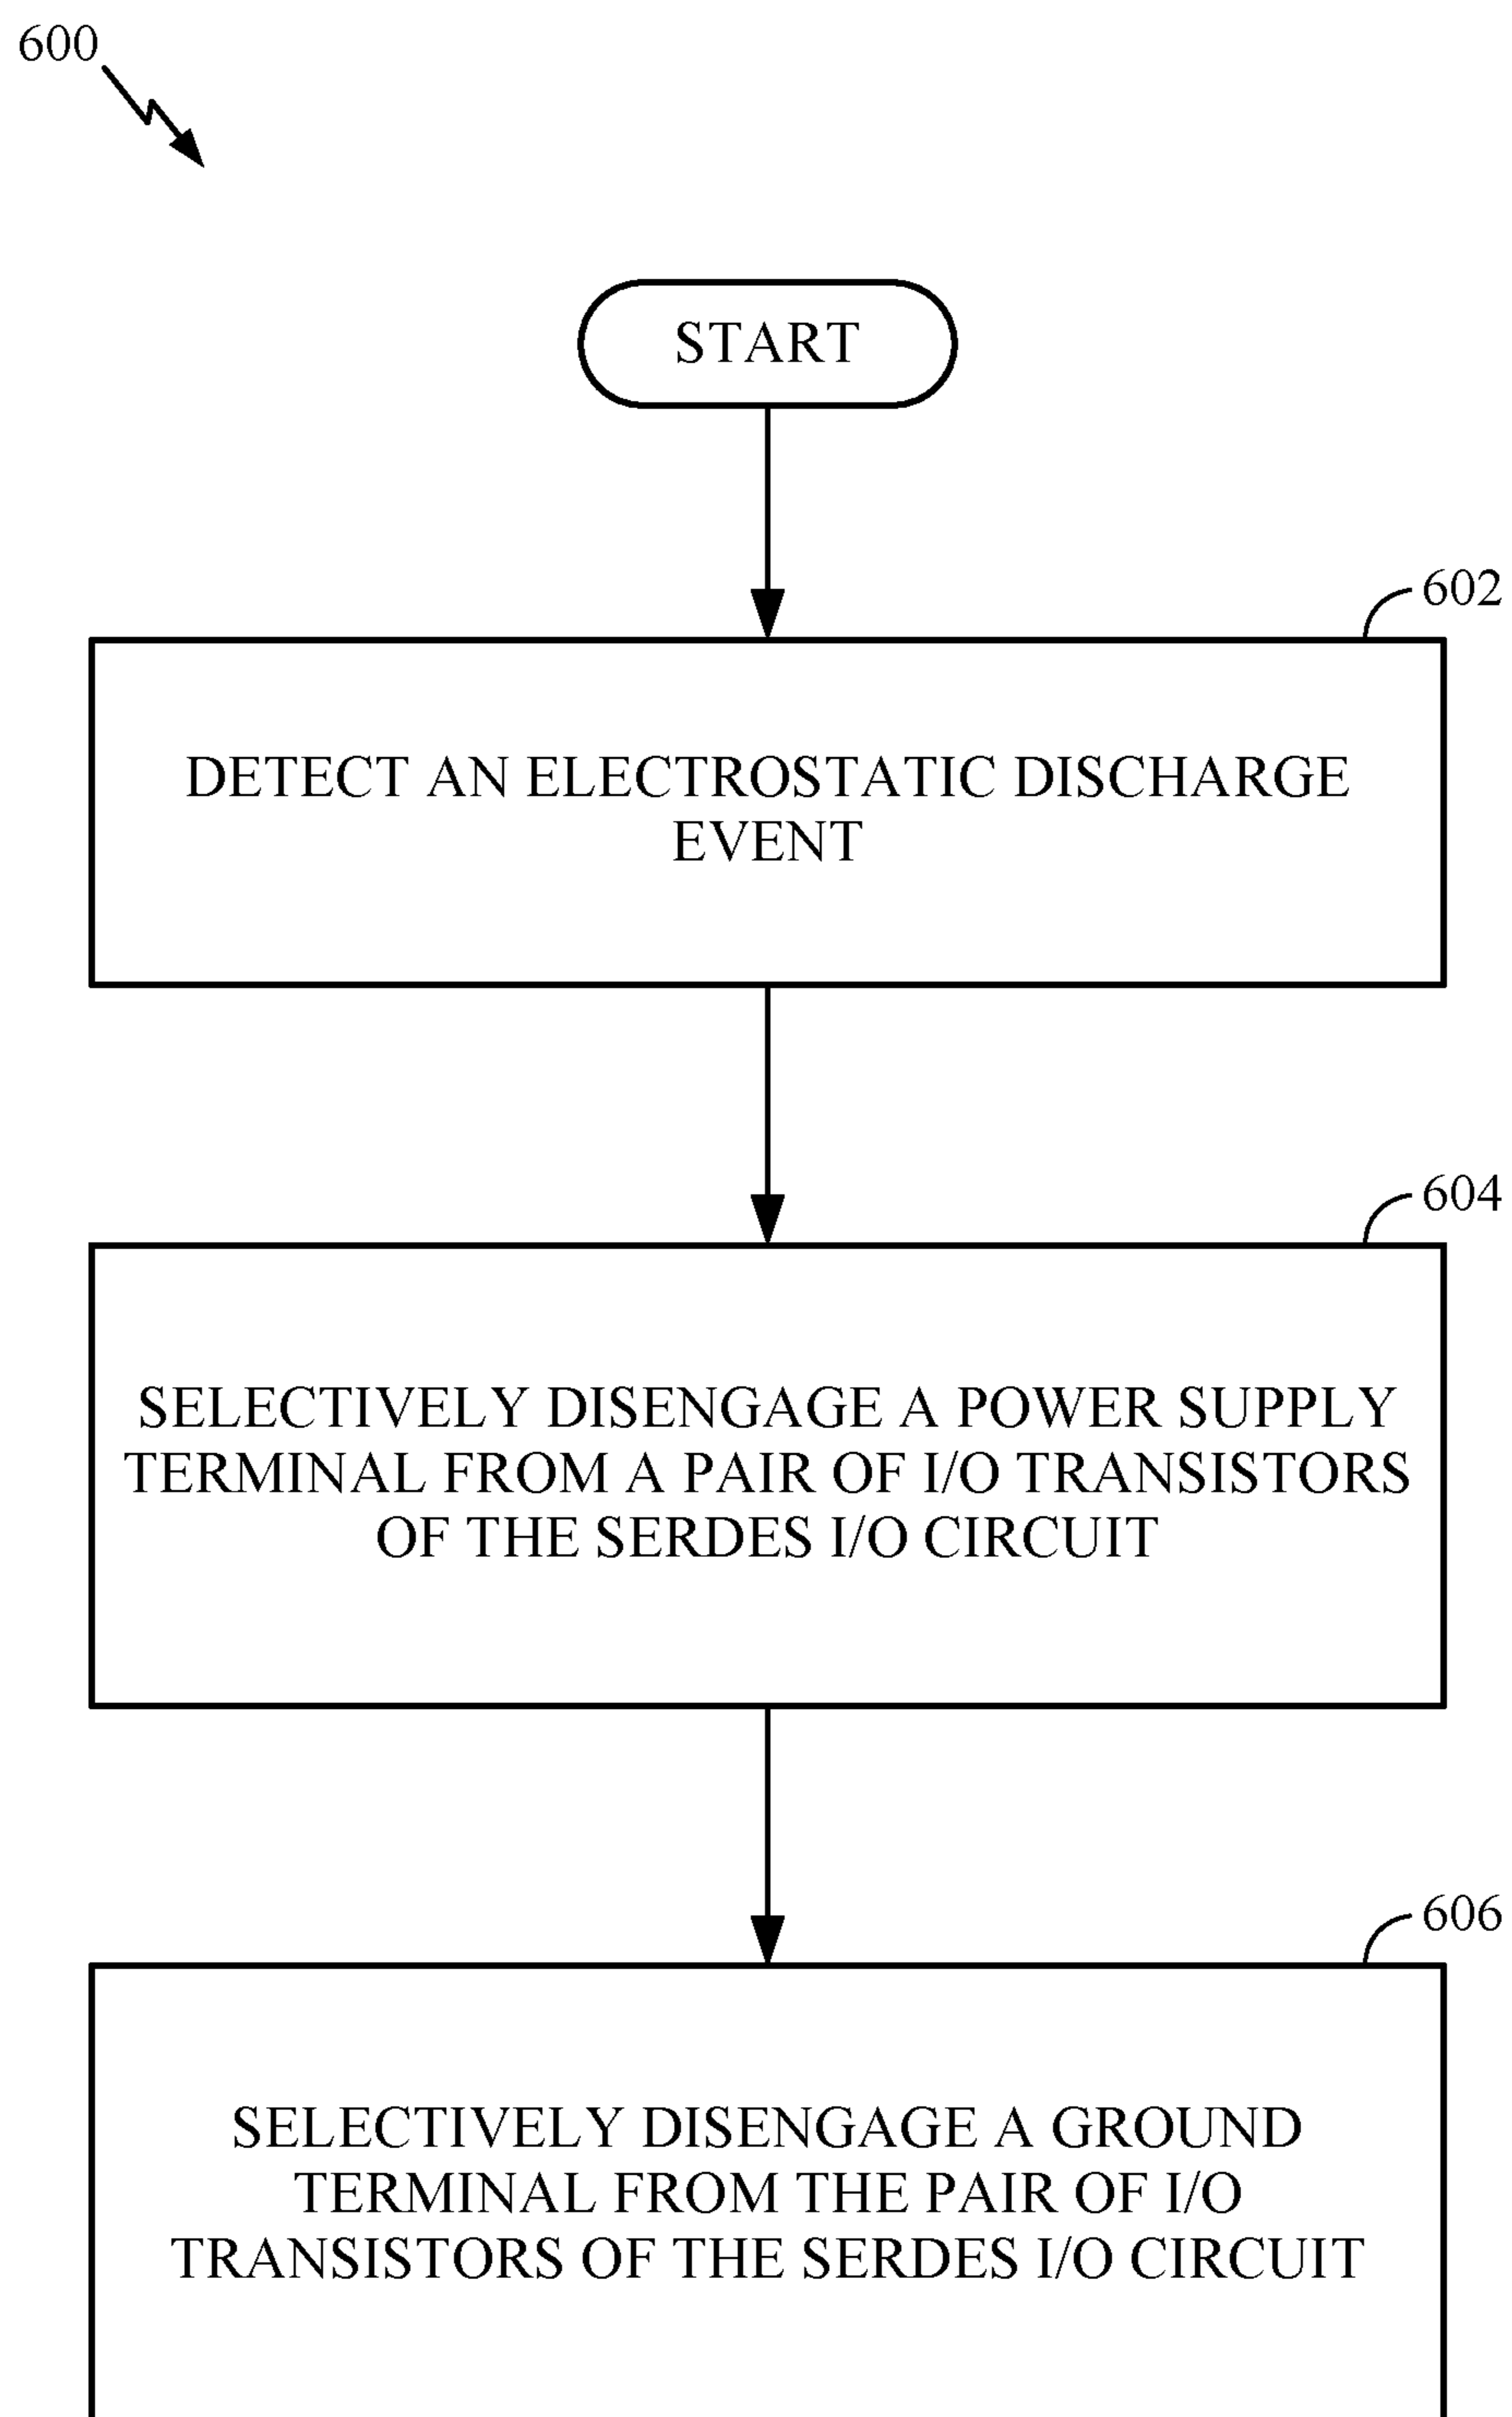 600
START
602
DETECT AN ELECTROSTATIC DISCHARGE
EVENT
604
SELECTIVELY DISENGAGE A POWER SUPPLY
TERMINAL FROM A PAIR OF I/O TRANSISTORS
OF THE SERDES I/O CIRCUIT
606
SELECTIVELY DISENGAGE A GROUND
TERMINAL FROM THE PAIR OF I/O
TRANSISTORS OF THE SERDES I/O CIRCUIT